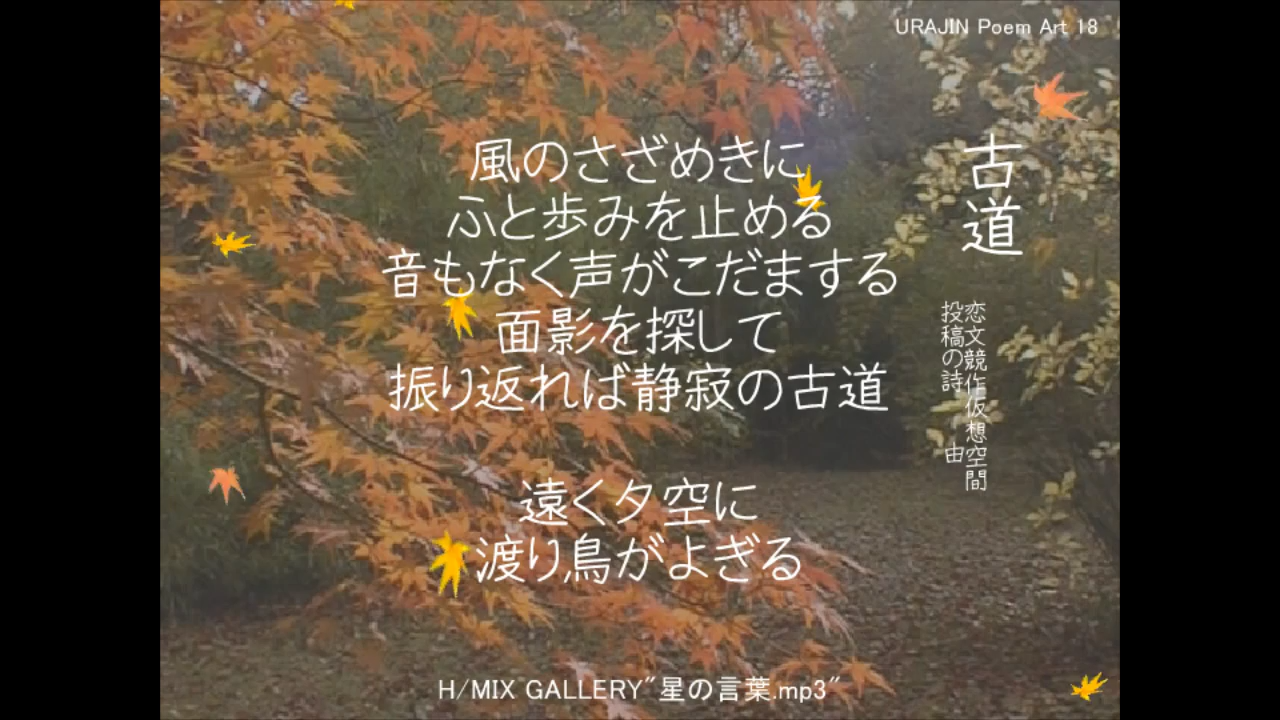 URAJIN Poem Art 18
古道
恋文競作仮想空間
投稿の詩 由
風のさざめきに
ふと歩みを止める
音もなく声がこだまする
面影を探して
振り返れば静寂の古道
遠く夕空に
渡り鳥がよぎる
H/MIX GALLERY"星の言葉.mp3"